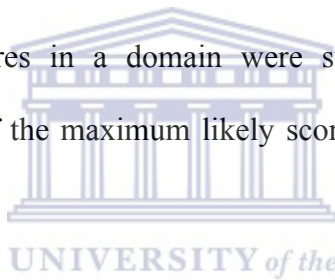 res in a domain were s
f the maximum likely scor
UNIVERSITY of the